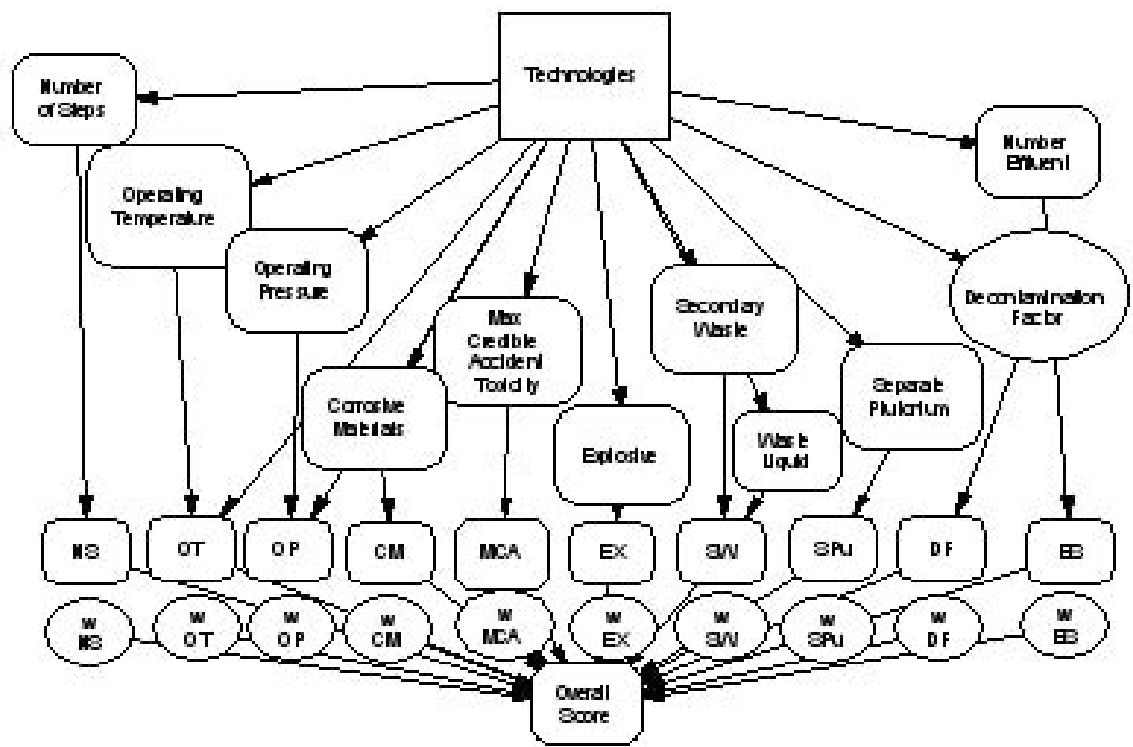 Technologies
Number
of Steps
Number
Effluent
Operating
Temperature
Operating
Pressure
Decontamination
Factor
Max
Credible
Accident
Toxicity
Secondary
Waste
Separate
Plutonium
Corrosive
Materials
Explosive
Waste
Liquid
NS
OT
OP
CM
MCA
EX
SW
SPu
DF
W
NS
W
OT
W
OP
W
CM
W
MCA
W
EX
W
SW
W
SPu
W
DF
W
Overall
Score